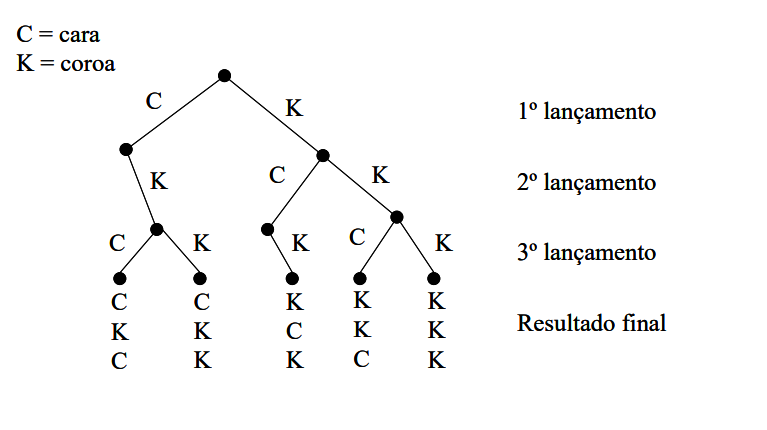 C = cara
K = coroa
C K 1º lançamento
K C K 2º lançamento
C K K C K 3º lançamento
C C K K K
K K C K K Resultado final
C K K C K